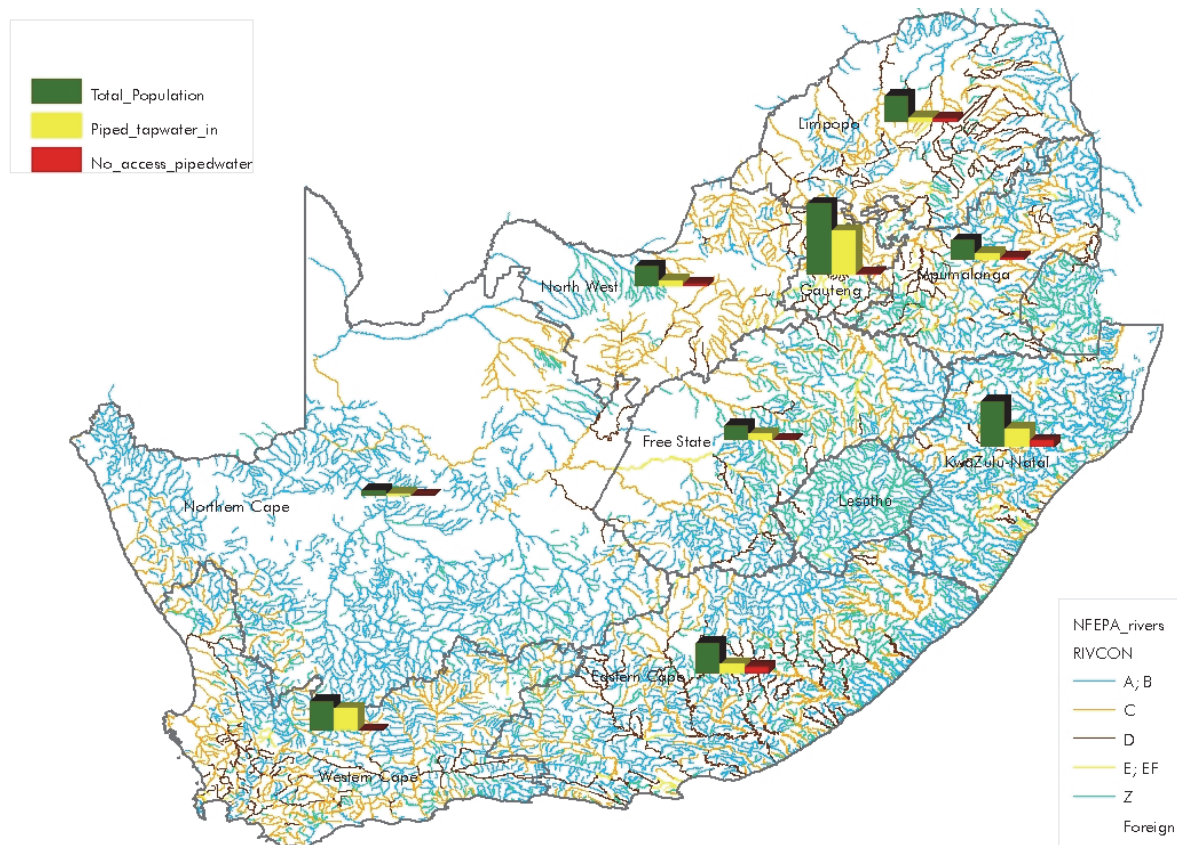 Total_Population
Piped_tapwater_in
No_access_pipedwater
Limpopo
North West
Gauteng
Mpumalanga
Free State
KwaZulu-Natal
Lesotho
Northern Cape
Eastern Cape
Western Cape
NFEPA_rivers
RIVCON
A; B
C
D
E; EF
Z
Foreign